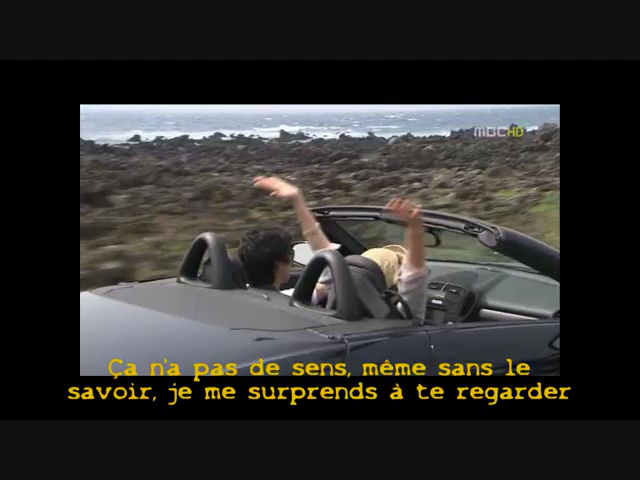 MBC HD
Ça n'a pas de sens, même sans le
savoir, je me surprends à te regarder